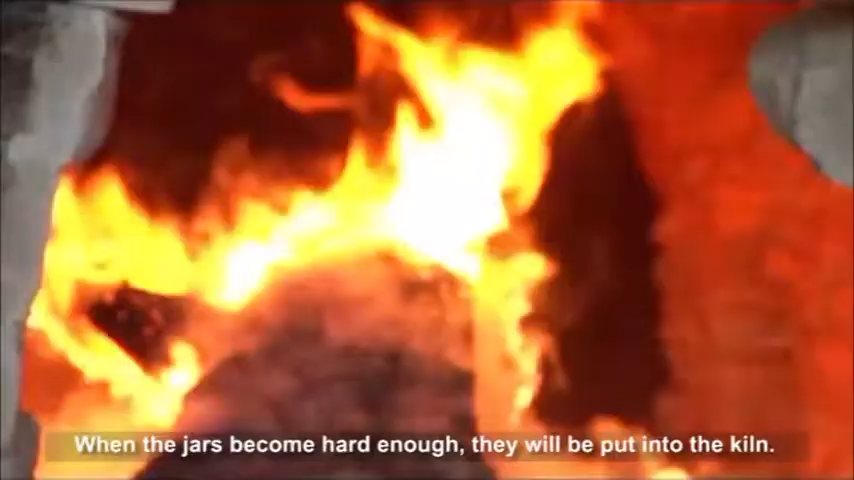 When the jars become hard enough, they will be put into the kiln.